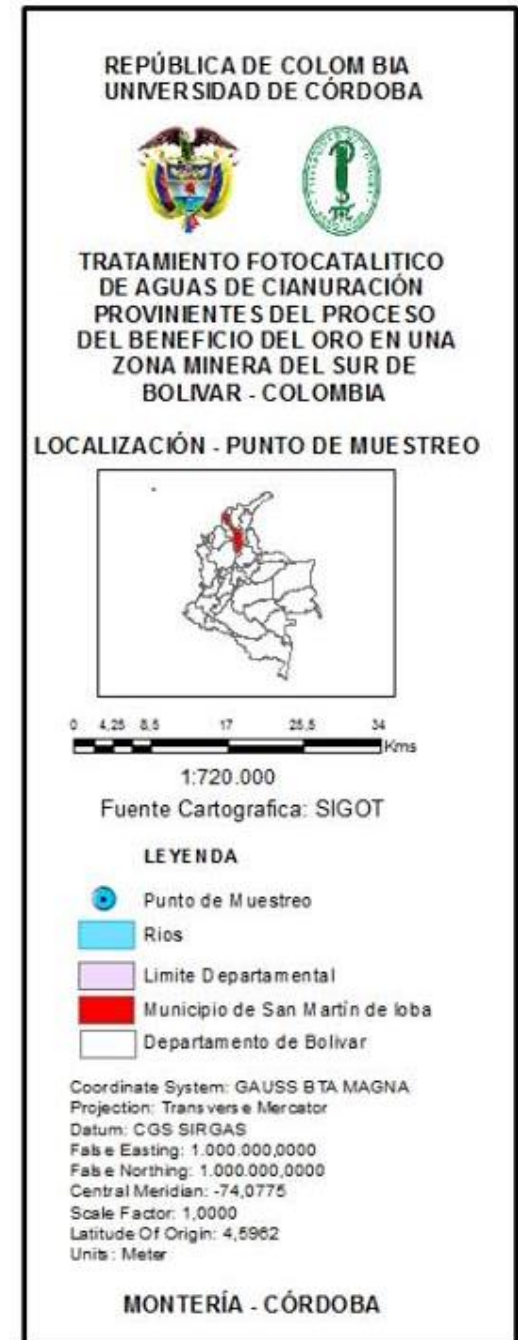 REPÚBLICA DE COLOMBIA
UNIVERSIDAD DE CÓRDOBA
TRATAMIENTO FOTOCATALITICO
DE AGUAS DE CIANURACIÓN
PROVINIENTES DEL PROCESO
DEL BENEFICIO DEL ORO EN UNA
ZONA MINERA DEL SUR DE
BOLIVAR - COLOMBIA
LOCALIZACIÓN - PUNTO DE MUESTREO
0 4,25 8,5 17 25,5 34
Kms
1:720.000
Fuente Cartografica: SIGOT
LEYENDA
Punto de Muestreo
Rios
Limite Departamental
Municipio de San Martín de loba
Departamento de Bolivar
Coordinate System: GAUSS BTA MAGNA
Projection: Transverse Mercator
Datum: CGS SIRGAS
False Easting: 1.000.000,0000
False Northing: 1.000.000,0000
Central Meridian: -74,0775
Scale Factor: 1,0000
Latitude Of Origin: 4,5962
Units: Meter
MONTERÍA - CÓRDOBA